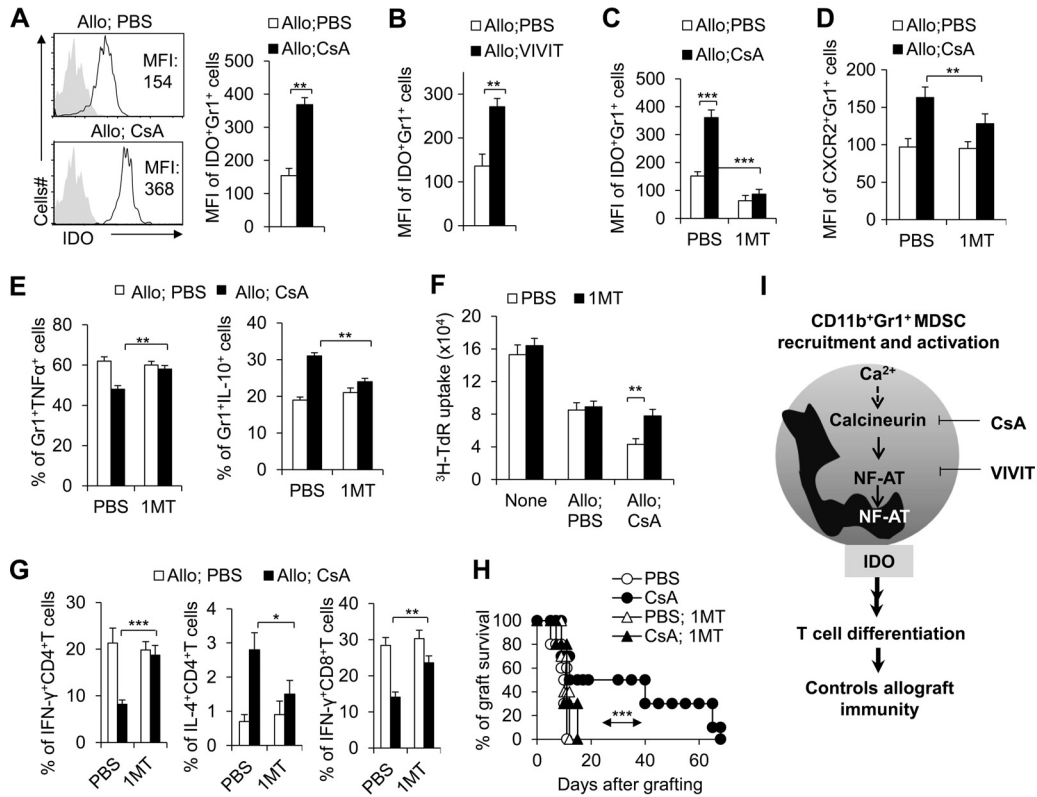 A
Allo; PBS
MFI:
154
Allo; CsA
MFI:
368
Cells#
IDO
Allo;PBS
Allo;CsA
**
MFI of IDO⁺Gr1⁺ cells
500
400
300
200
100
0
B
Allo;PBS
Allo;VIVIT
**
MFI of IDO⁺Gr1⁺ cells
300
200
100
0
C
Allo;PBS
Allo;CsA
***
***
MFI of IDO⁺Gr1⁺ cells
500
400
300
200
100
0
PBS
1MT
D
Allo;PBS
Allo;CsA
**
MFI of CXCR2⁺Gr1⁺ cells
200
150
100
50
0
PBS
1MT
E
Allo; PBS
Allo; CsA
**
% of Gr1⁺TNFα⁺ cells
80
60
40
20
0
PBS
1MT
**
% of Gr1⁺IL-10⁺ cells
40
30
20
10
0
PBS
1MT
F
PBS
1MT
**
³H-TdR uptake (x10⁴)
20
16
12
8
4
0
None
Allo;
PBS
Allo;
CsA
G
Allo; PBS
Allo; CsA
***
% of IFN-γ⁺CD4⁺T cells
30
20
10
0
PBS
1MT
*
% of IL-4⁺CD4⁺T cells
4
3
2
1
0
PBS
1MT
**
% of IFN-γ⁺CD8⁺T cells
40
30
20
10
0
PBS
1MT
H
PBS
CsA
PBS; 1MT
CsA; 1MT
***
% of graft survival
100
80
60
40
20
0
0
20
40
60
Days after grafting
I
CD11b⁺Gr1⁺ MDSC
recruitment and activation
Ca²⁺
Calcineurin
CsA
NF-AT
VIVIT
NF-AT
IDO
T cell differentiation
Controls allograft
immunity